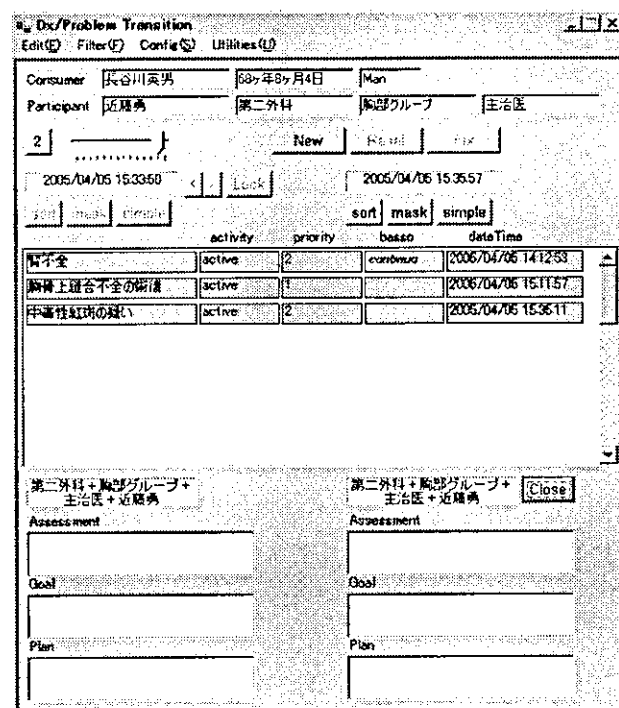 Dx/Problem Transition
Edit(E) Filter(F) Config(S) Utilities(U)
Consumer 長谷川英男 68ヶ年8ヶ月4日 Man
Participant 近藤勇 第二外科 胸部グループ 主治医
2 New
2005/04/05 15:33:50 < . Lock 2005/04/05 15:35:57
sort mask simple sort mask simple
activity priority basso dateTime
腎不全 active 2 continuo 2005/04/05 14:12:53
胸骨上縫合不全の術後 active 1 2005/04/05 15:11:57
中毒性紅斑の疑い active 2 2005/04/05 15:35:11
第二外科+胸部グループ+ 第二外科+胸部グループ+ Close
主治医+近藤勇 主治医+近藤勇
Assessment Assessment
Goal Goal
Plan Plan